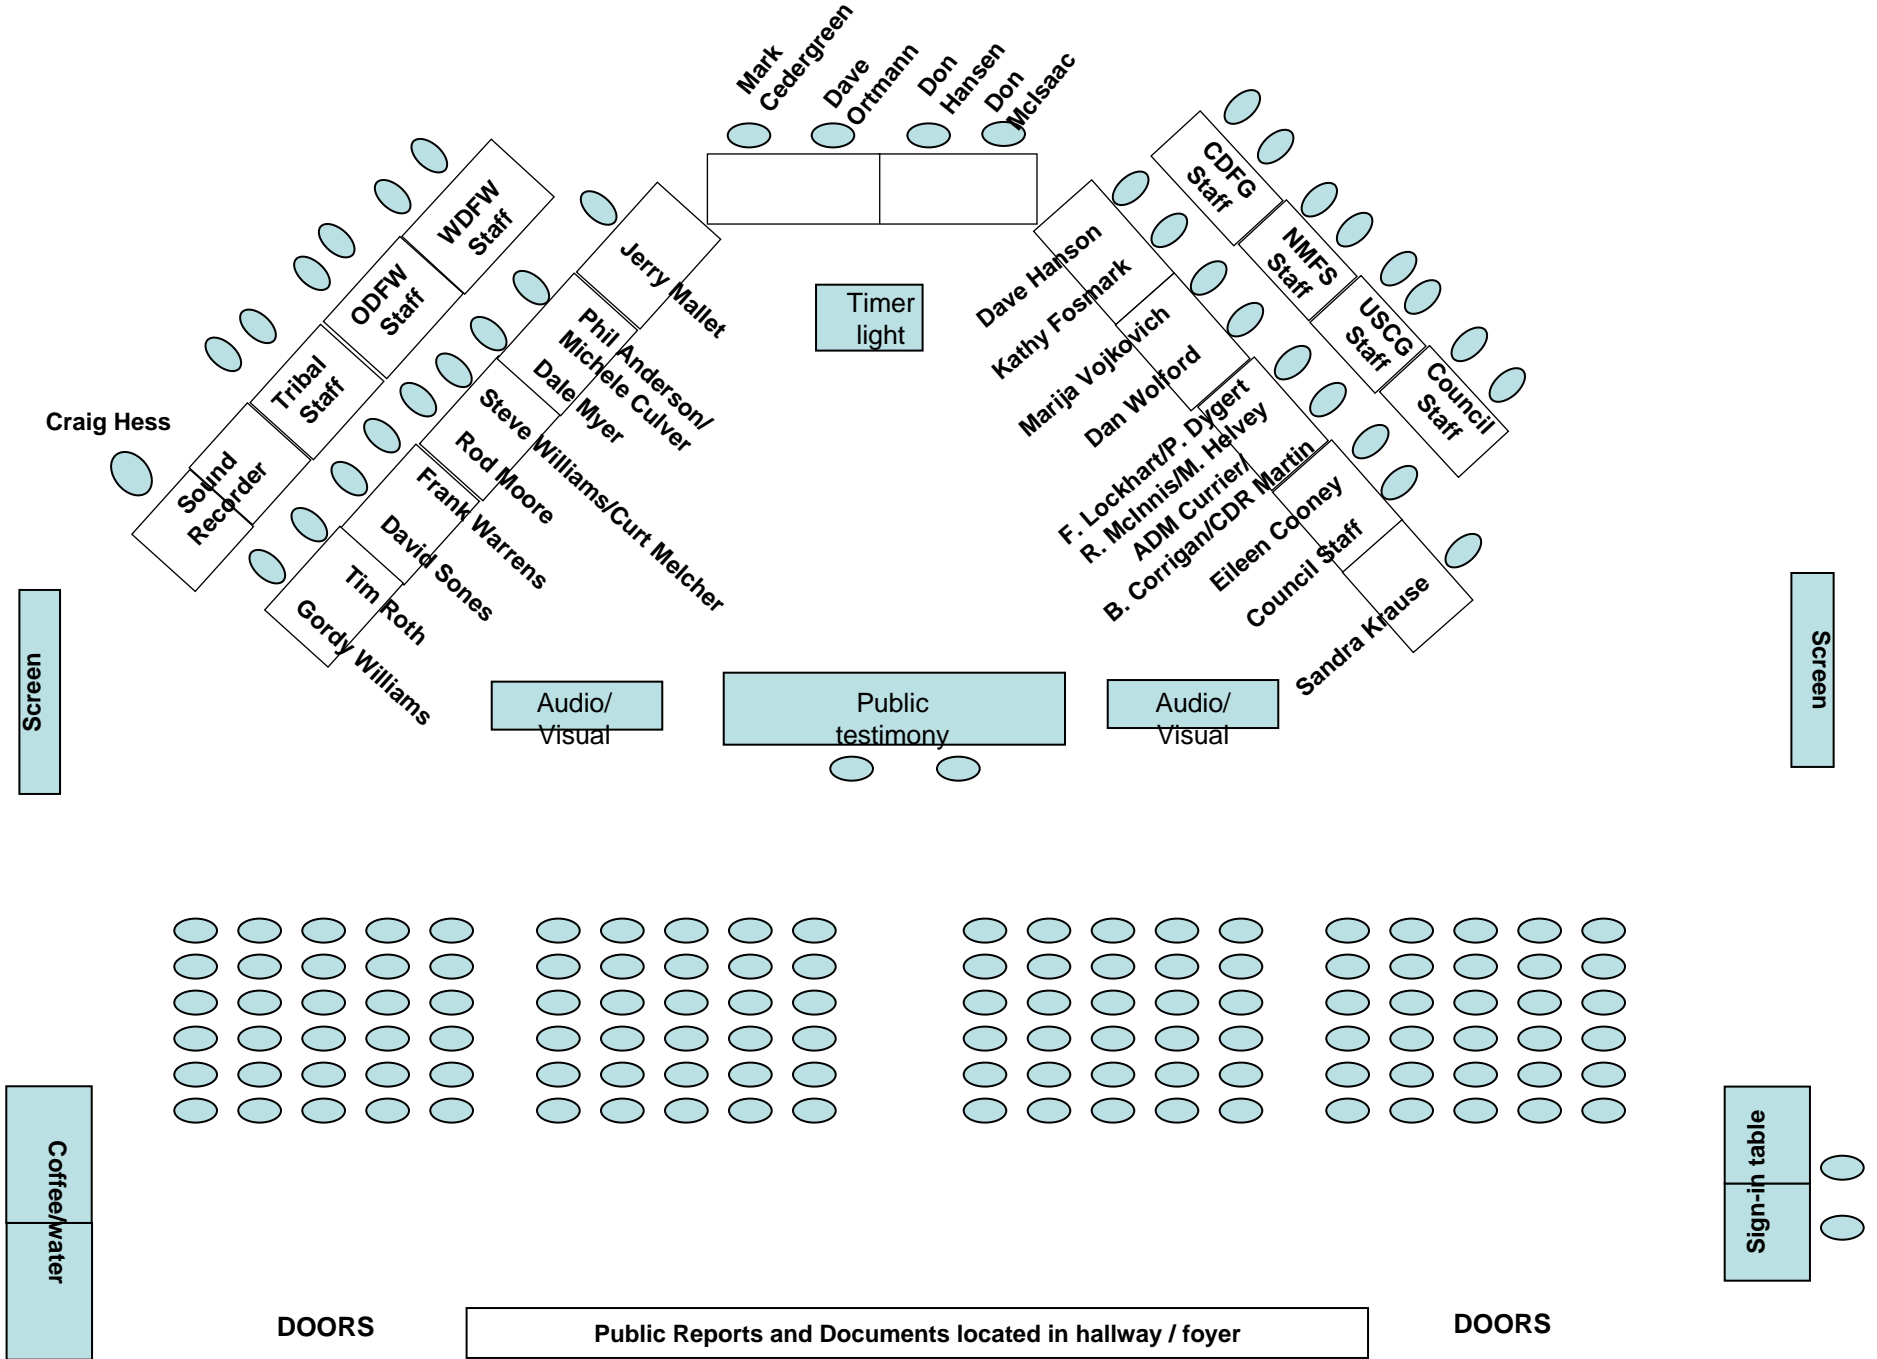 Mark
Cedergreen
Dave
Ortmann
Don
Hansen
Don
McIsaac
WDFW
Staff
ODFW
Staff
Tribal
Staff
Sound
Recorder
Craig Hess
Jerry Mallet
Phil Anderson/
Michele Culver
Dale Myer
Steve Williams/Curt Melcher
Rod Moore
Frank Warrens
David Sones
Tim Roth
Gordy Williams
Timer
light
Dave Hanson
Kathy Fosmark
Marija Vojkovich
Dan Wolford
F. Lockhart/P. Dygert
R. McInnis/M. Helvey
ADM Currier/
B. Corrigan/CDR Martin
Eileen Cooney
Council Staff
Sandra Krause
CDFG
Staff
NMFS
Staff
USCG
Staff
Council
Staff
Screen
Audio/
Visual
Public
testimony
Audio/
Visual
Screen
Coffee/water
Sign-in table
DOORS
Public Reports and Documents located in hallway / foyer
DOORS